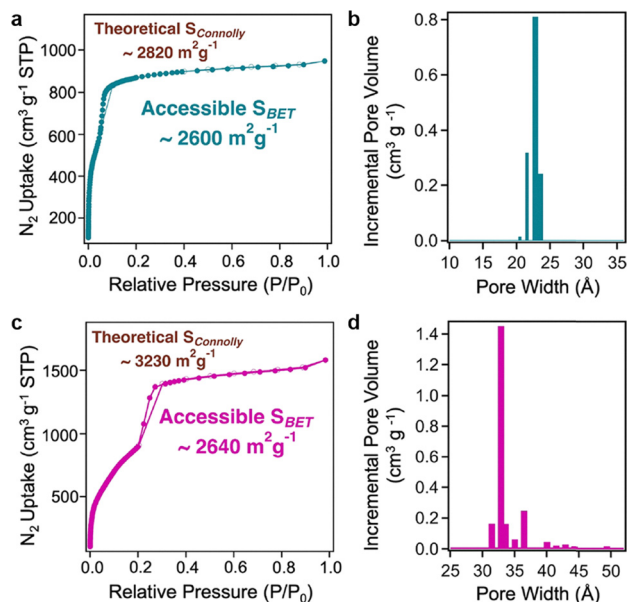 a
Theoretical S_Connolly
~ 2820 m²g⁻¹
Accessible S_BET
~ 2600 m²g⁻¹
N₂ Uptake (cm³ g⁻¹ STP)
1000
800
600
400
200
0.0 0.2 0.4 0.6 0.8 1.0
Relative Pressure (P/P₀)
b
Incremental Pore Volume
(cm³ g⁻¹)
0.8
0.6
0.4
0.2
0.0
10 15 20 25 30 35
Pore Width (Å)
c
Theoretical S_Connolly
~ 3230 m²g⁻¹
Accessible S_BET
~ 2640 m²g⁻¹
N₂ Uptake (cm³ g⁻¹ STP)
1500
1000
500
0.0 0.2 0.4 0.6 0.8 1.0
Relative Pressure (P/P₀)
d
Incremental Pore Volume
(cm³ g⁻¹)
1.4
1.2
1.0
0.8
0.6
0.4
0.2
0.0
25 30 35 40 45 50
Pore Width (Å)